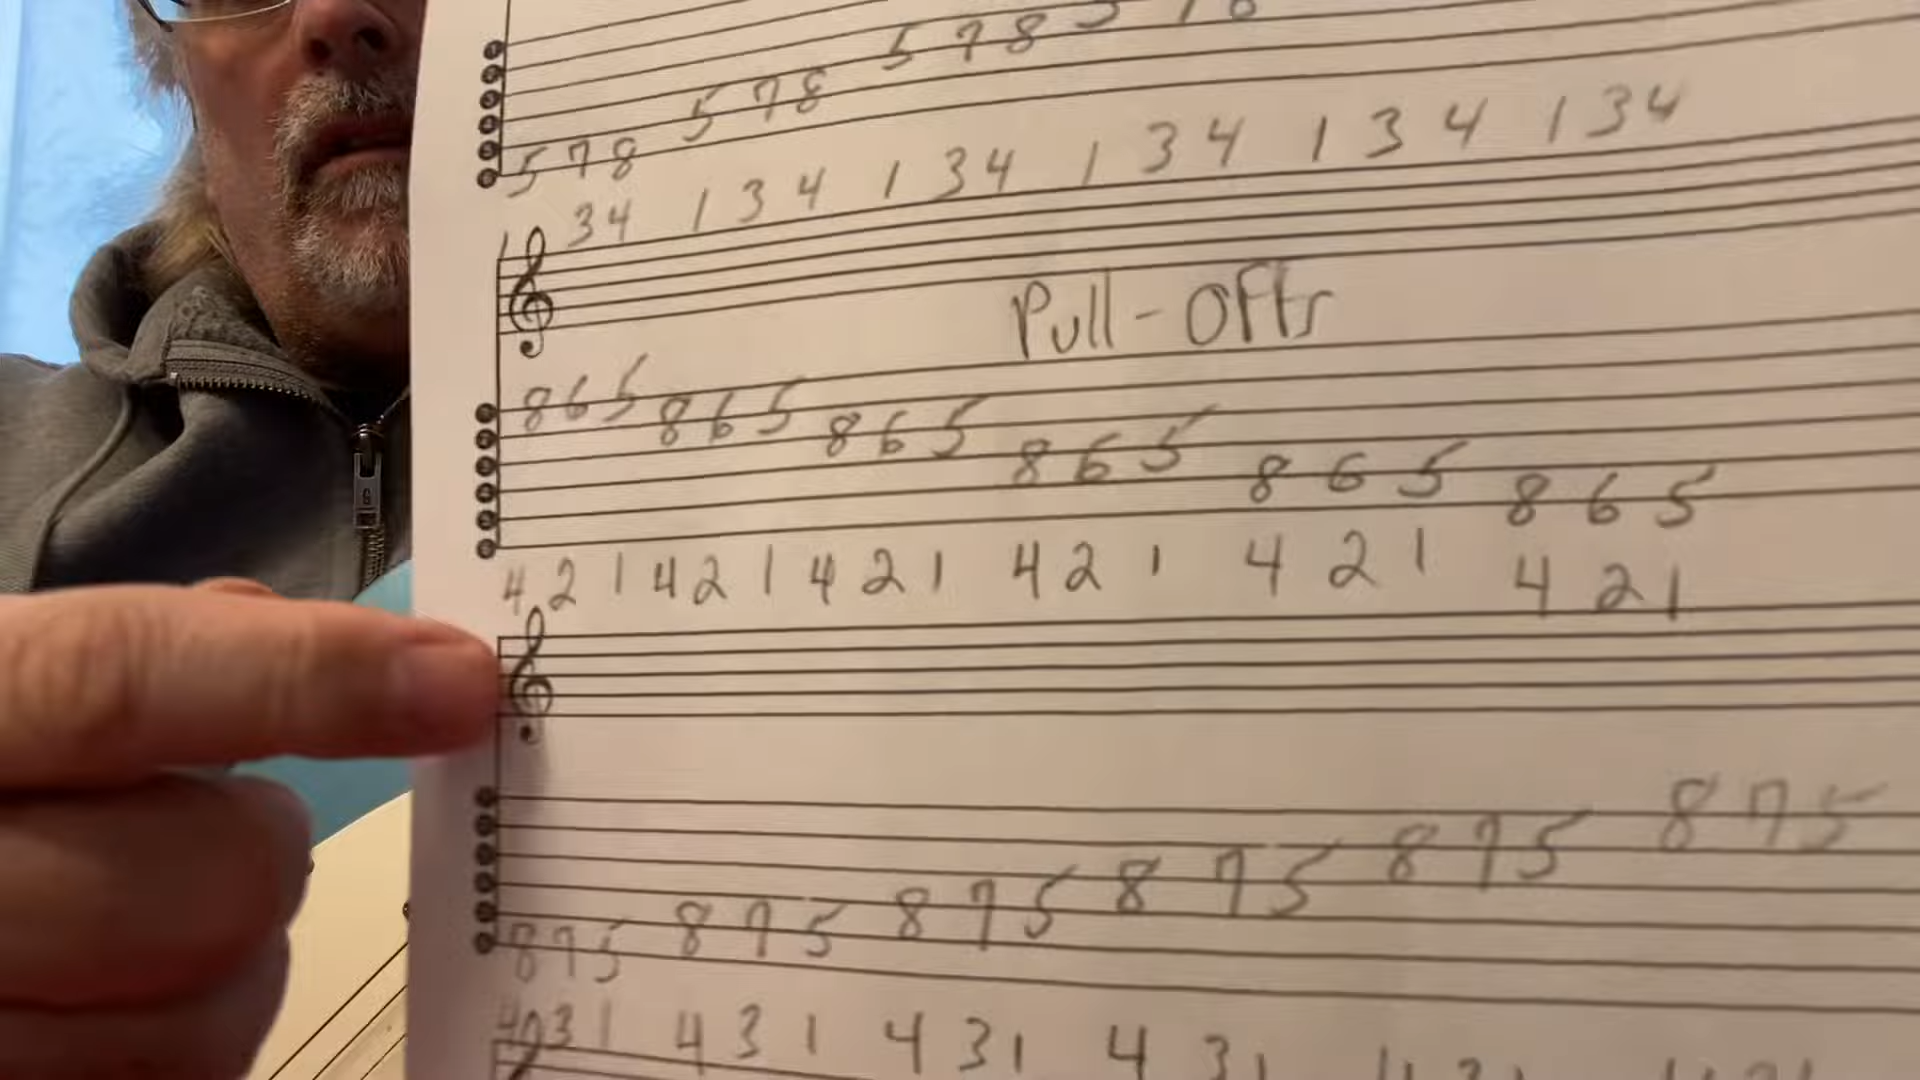 5 7 8 5 7 8 5 7 8 5 7 8
1 3 4 1 3 4 1 3 4 1 3 4 1 3 4 1 3 4
Pull-Offs
8 6 5 8 6 5 8 6 5 8 6 5 8 6 5 8 6 5
4 2 1 4 2 1 4 2 1 4 2 1 4 2 1 4 2 1
8 7 5 8 7 5 8 7 5 8 7 5 8 7 5 8 7 5
4 3 1 4 3 1 4 3 1 4 3 1